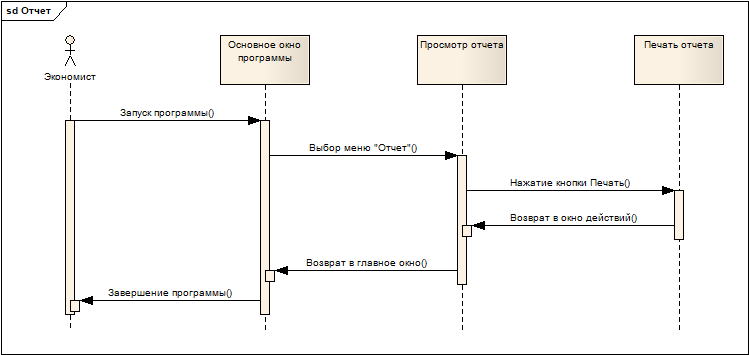 sd Отчет
Экономист
Основное окно
программы
Просмотр отчета
Печать отчета
Запуск программы()
Выбор меню "Отчет"()
Нажатие кнопки Печать()
Возврат в окно действий()
Возврат в главное окно()
Завершение программы()